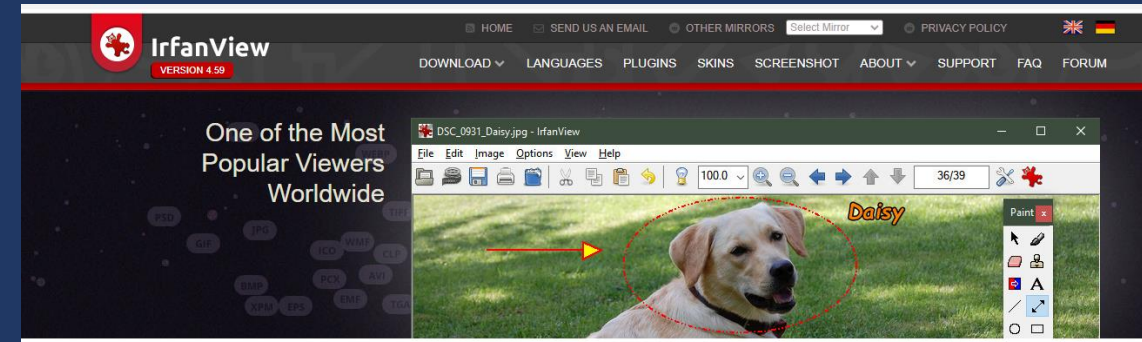 HOME SEND US AN EMAIL OTHER MIRRORS Select Mirror PRIVACY POLICY
IrfanView
VERSION 4.59
DOWNLOAD LANGUAGES PLUGINS SKINS SCREENSHOT ABOUT SUPPORT FAQ FORUM
One of the Most
Popular Viewers
Worldwide
DSC_0931_Daisy.jpg - IrfanView
File Edit Image Options View Help
100.0 36/39
Daisy
Paint x
A
WEBP
TIFF
PSD
JPG
GIF
ICO WMF
CLP
PCX AVI
BMP
XPM EPS EMF TGA